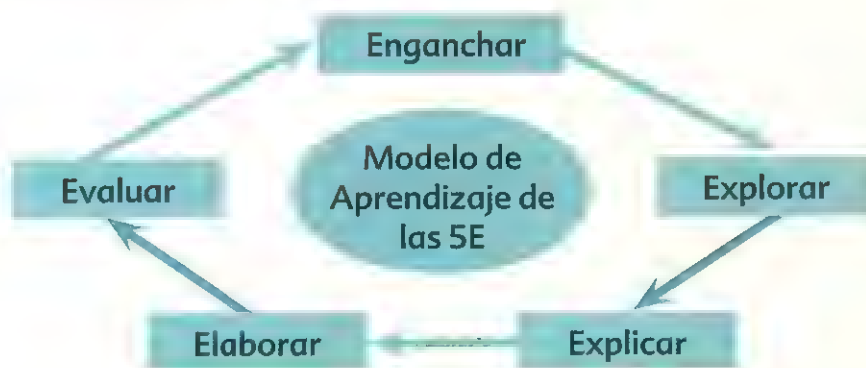 Enganchar
Modelo de
Aprendizaje de
las 5E
Evaluar
Explorar
Elaborar
Explicar